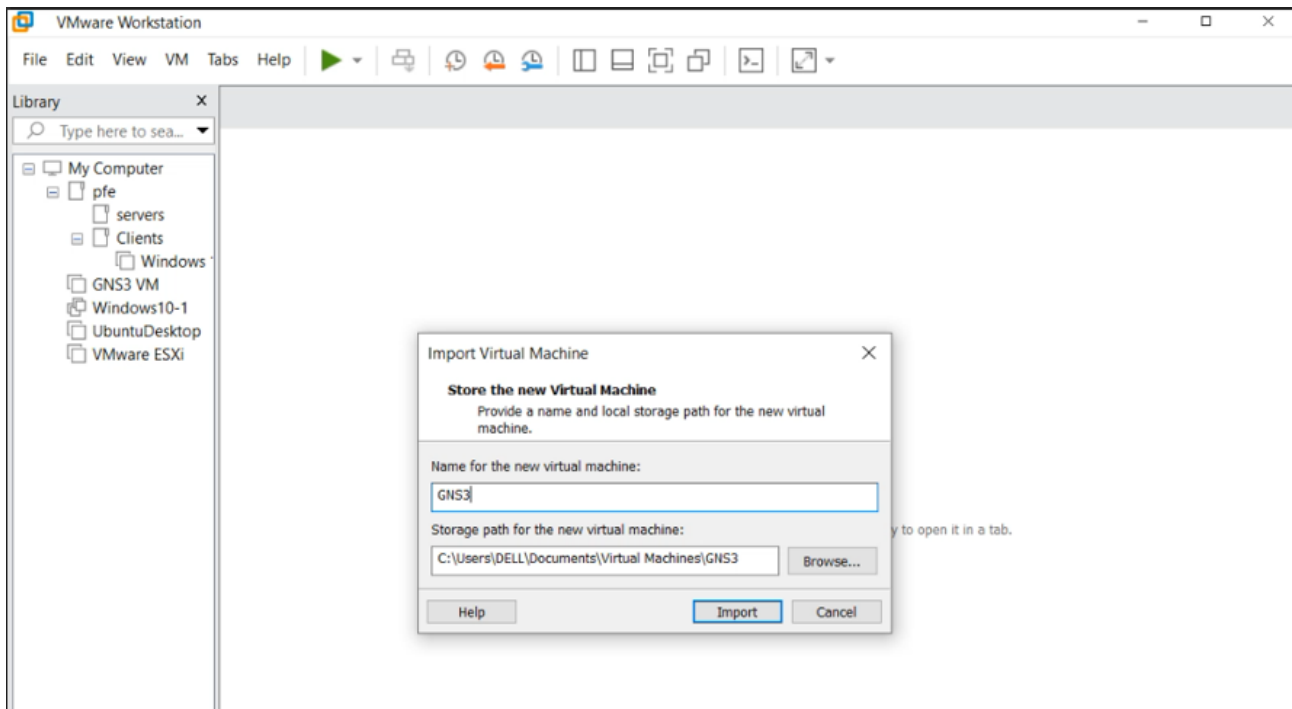 VMware Workstation
File Edit View VM Tabs Help
Library
Type here to sea...
My Computer
pfe
servers
Clients
Windows
GNS3 VM
Windows10-1
UbuntuDesktop
VMware ESXi
Import Virtual Machine
Store the new Virtual Machine
Provide a name and local storage path for the new virtual
machine.
Name for the new virtual machine:
GNS3
Storage path for the new virtual machine:
y to open it in a tab.
C:\Users\DELL\Documents\Virtual Machines\GNS3
Browse...
Help Import Cancel